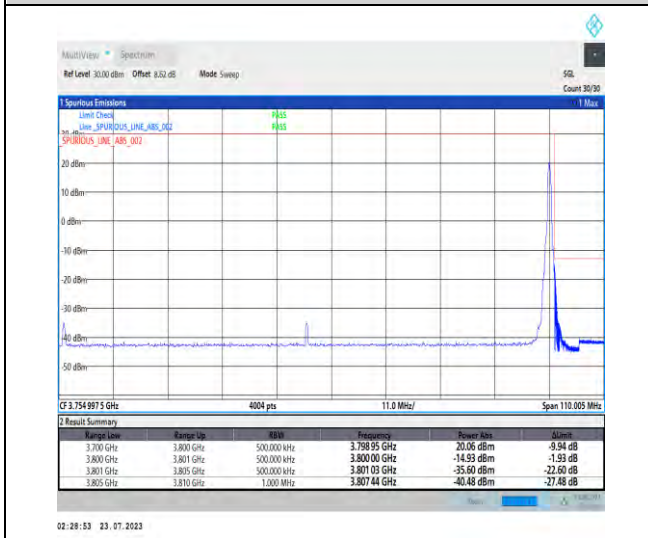 MultiView Spectrum
Ref Level 30.00 dBm Offset 8.62 dB Mode Sweep SGL
Count 30/30
1 Spurious Emissions 1 Max
Limit Check PASS
Line _SPURIOUS_LINE_ABS_002 PASS
_SPURIOUS_LINE_ABS_002
20 dBm
10 dBm
0 dBm
-10 dBm
-20 dBm
-30 dBm
-40 dBm
-50 dBm
CF 3.754 997 5 GHz 4004 pts 11.0 MHz/ Span 110.005 MHz
2 Result Summary
Range Low Range Up RBW Frequency Power Abs ΔLimit
3.700 GHz 3.800 GHz 500.000 kHz 3.798 95 GHz 20.06 dBm -9.94 dB
3.800 GHz 3.801 GHz 500.000 kHz 3.800 00 GHz -14.93 dBm -1.93 dB
3.801 GHz 3.805 GHz 500.000 kHz 3.801 03 GHz -35.60 dBm -22.60 dB
3.805 GHz 3.810 GHz 1.000 MHz 3.807 44 GHz -40.48 dBm -27.48 dB
02:28:53 23.07.2023